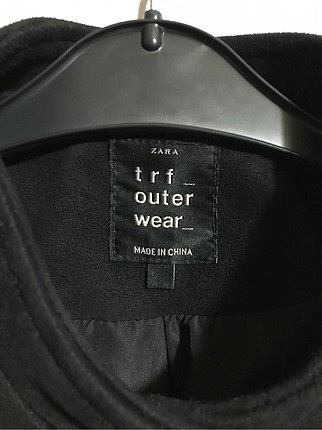 ZARA
trf_
outer
wear_
MADE IN CHINA